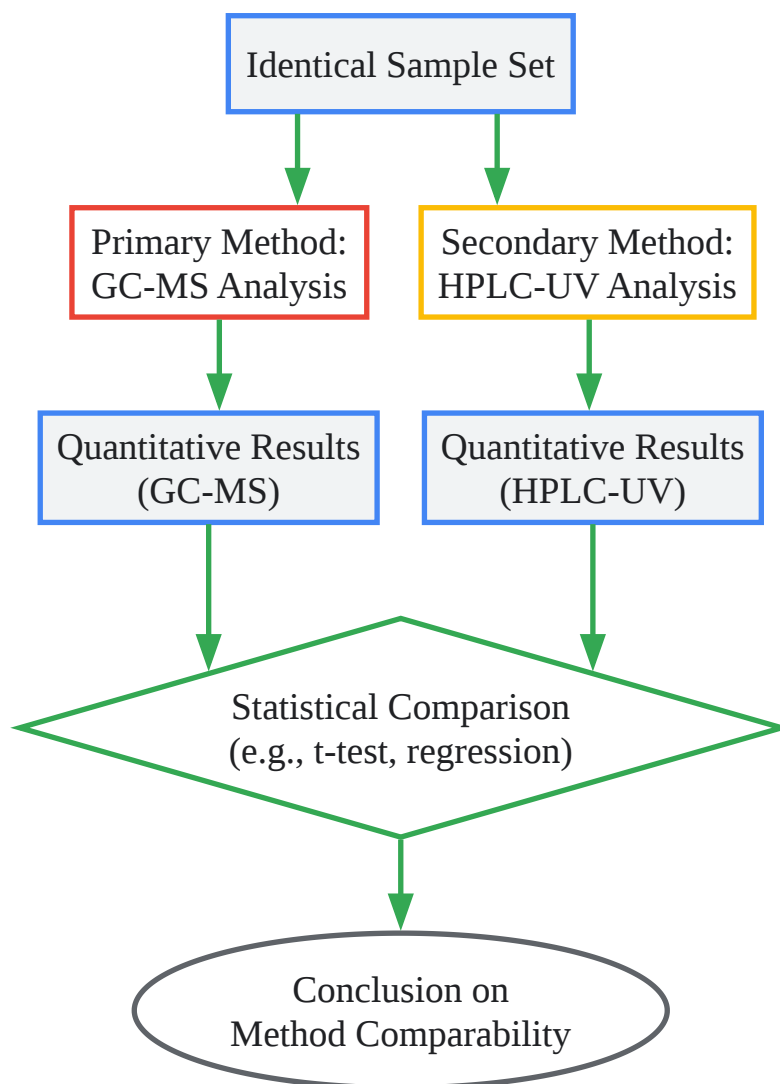 Identical Sample Set
Primary Method:
GC-MS Analysis
Secondary Method:
HPLC-UV Analysis
Quantitative Results
(GC-MS)
Quantitative Results
(HPLC-UV)
Statistical Comparison
(e.g., t-test, regression)
Conclusion on
Method Comparability